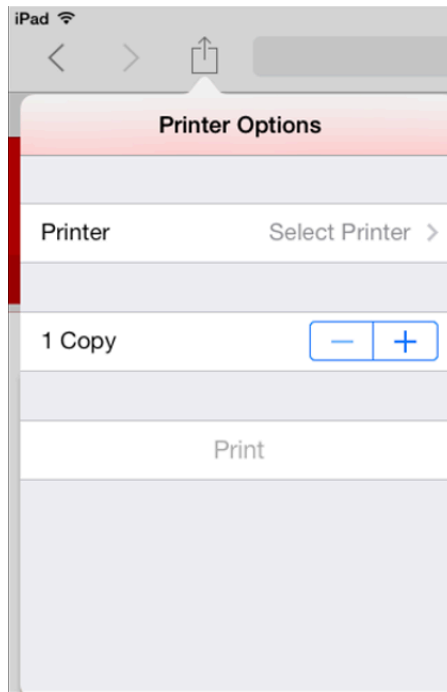 iPad
Printer Options
Printer Select Printer
1 Copy
Print